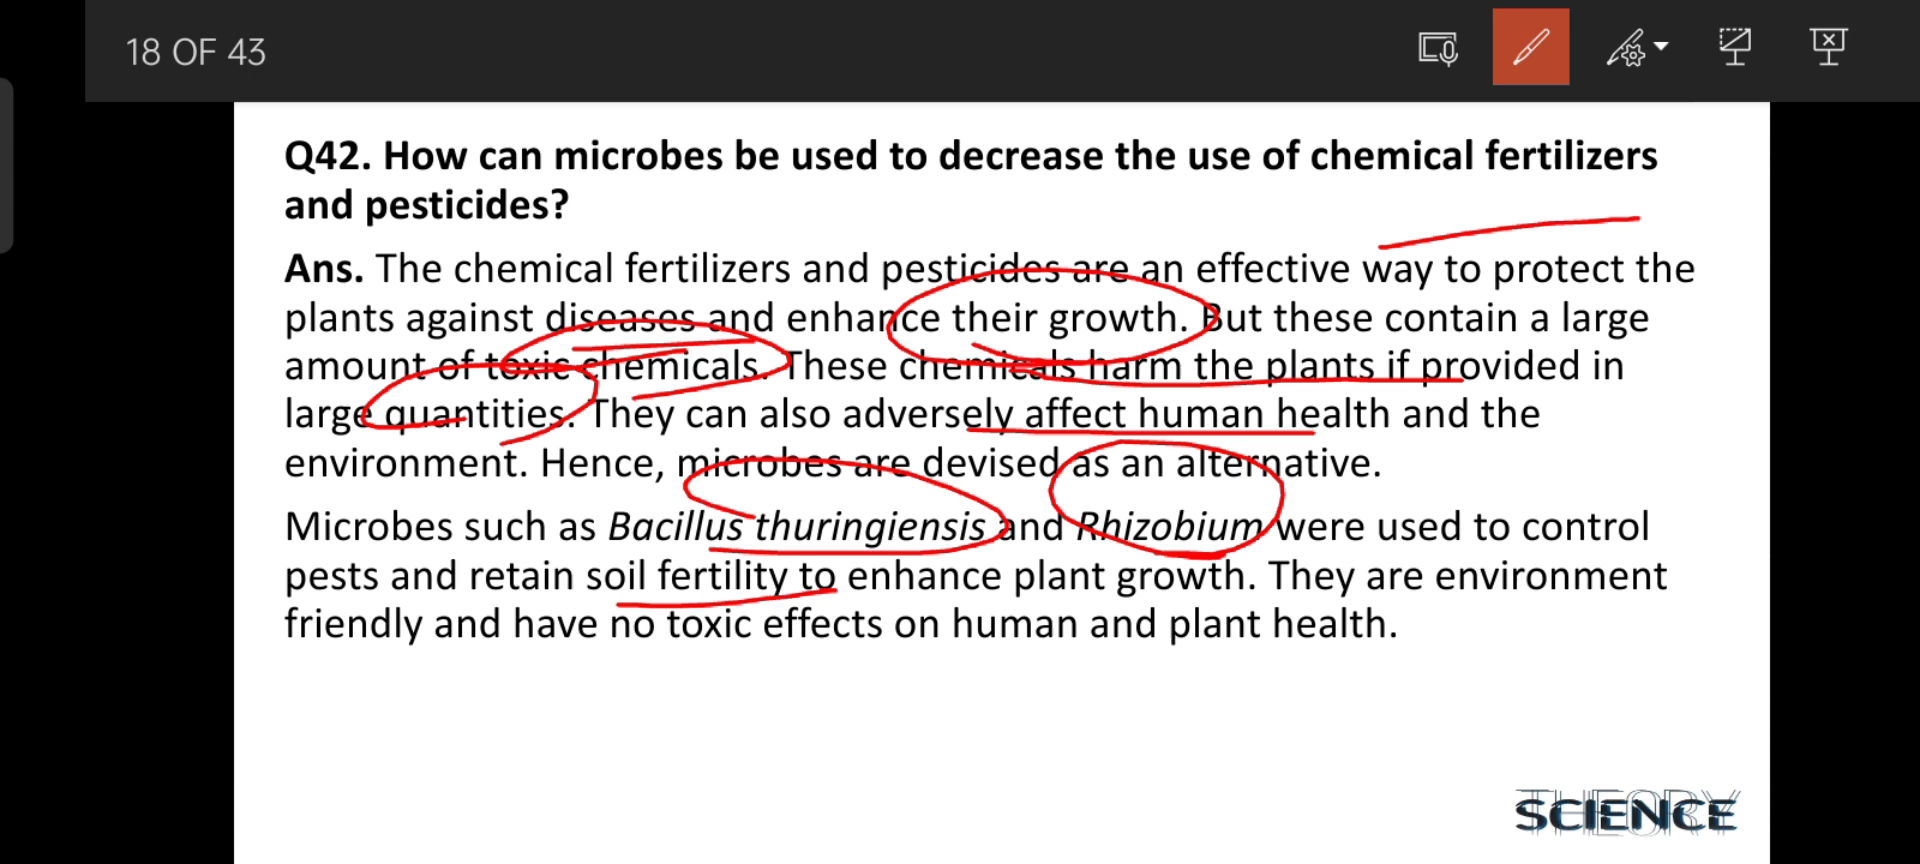 18 OF 43
Q42. How can microbes be used to decrease the use of chemical fertilizers
and pesticides?
Ans. The chemical fertilizers and pesticides are an effective way to protect the
plants against diseases and enhance their growth. But these contain a large
amount of toxic chemicals. These chemicals harm the plants if provided in
large quantities. They can also adversely affect human health and the
environment. Hence, microbes are devised as an alternative.
Microbes such as Bacillus thuringiensis and Rhizobium were used to control
pests and retain soil fertility to enhance plant growth. They are environment
friendly and have no toxic effects on human and plant health.
THEORY
SCIENCE